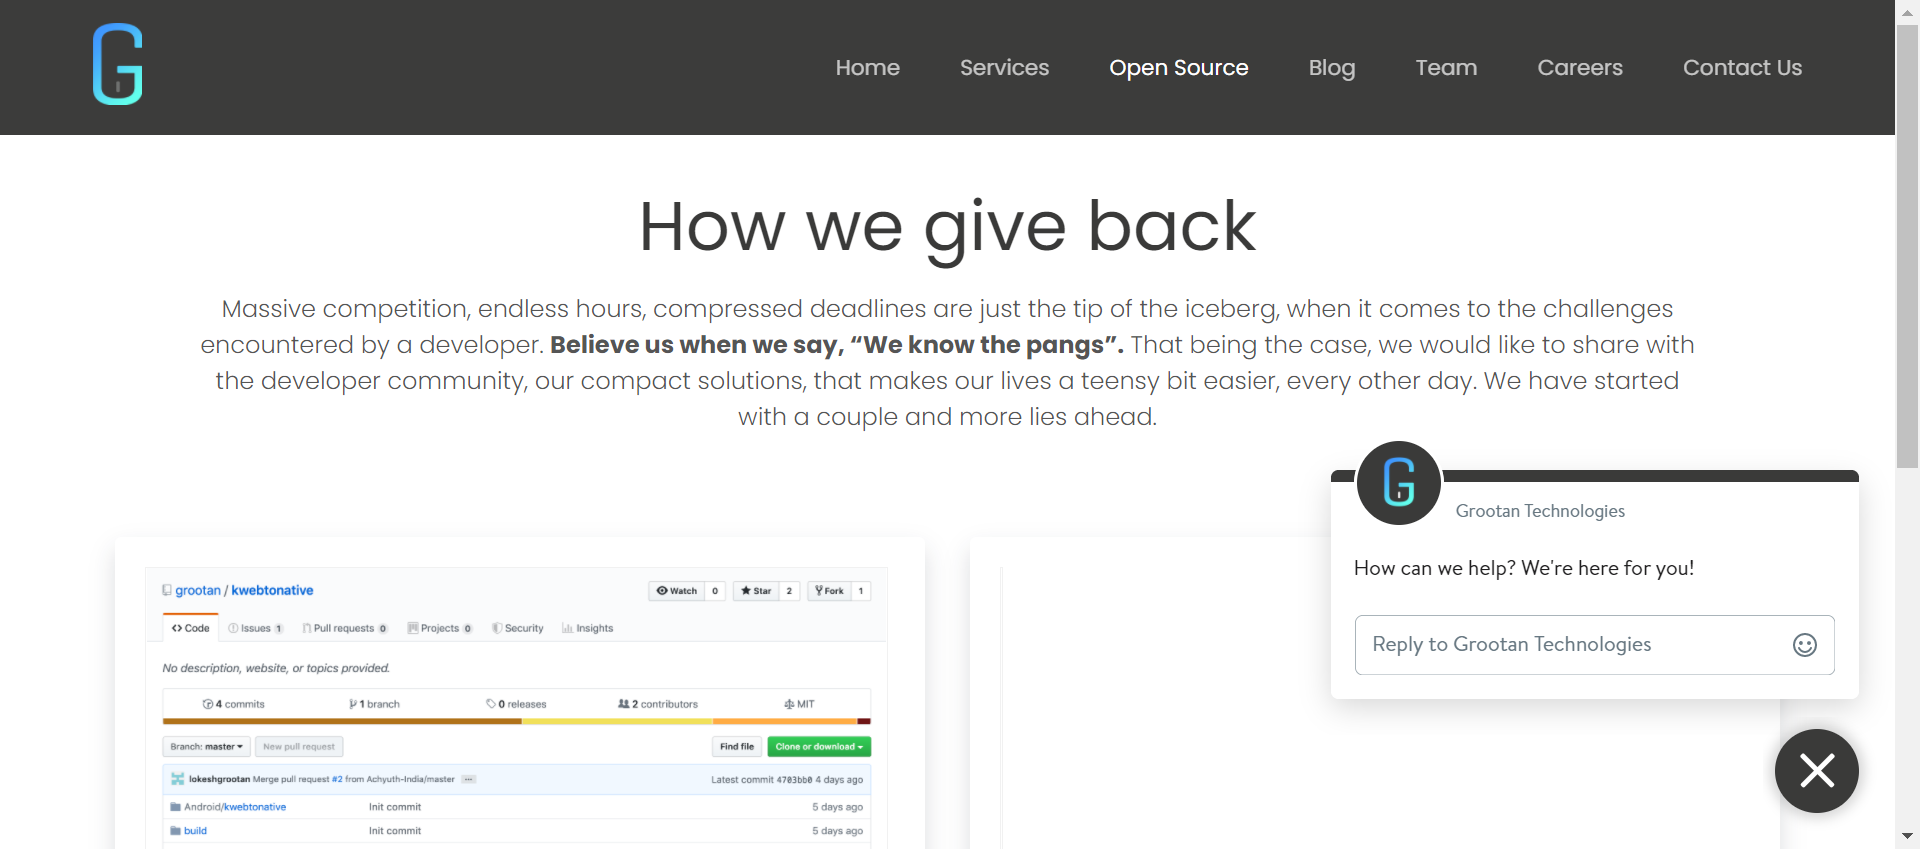 G
Home Services Open Source Blog Team Careers Contact Us
How we give back
Massive competition, endless hours, compressed deadlines are just the tip of the iceberg, when it comes to the challenges
encountered by a developer. Believe us when we say, “We know the pangs”. That being the case, we would like to share with
the developer community, our compact solutions, that makes our lives a teensy bit easier, every other day. We have started
with a couple and more lies ahead.
grootan / kwebtonative Watch 0 Star 2 Fork 1
<> Code Issues 1 Pull requests 0 Projects 0 Security Insights
No description, website, or topics provided.
4 commits 1 branch 0 releases 2 contributors MIT
Branch: master New pull request Find file Clone or download
lokeshgrootan Merge pull request #2 from Achyuth-India/master ... Latest commit 4703bb0 4 days ago
Android/kwebtonative Init commit 5 days ago
build Init commit 5 days ago
G
Grootan Technologies
How can we help? We're here for you!
Reply to Grootan Technologies